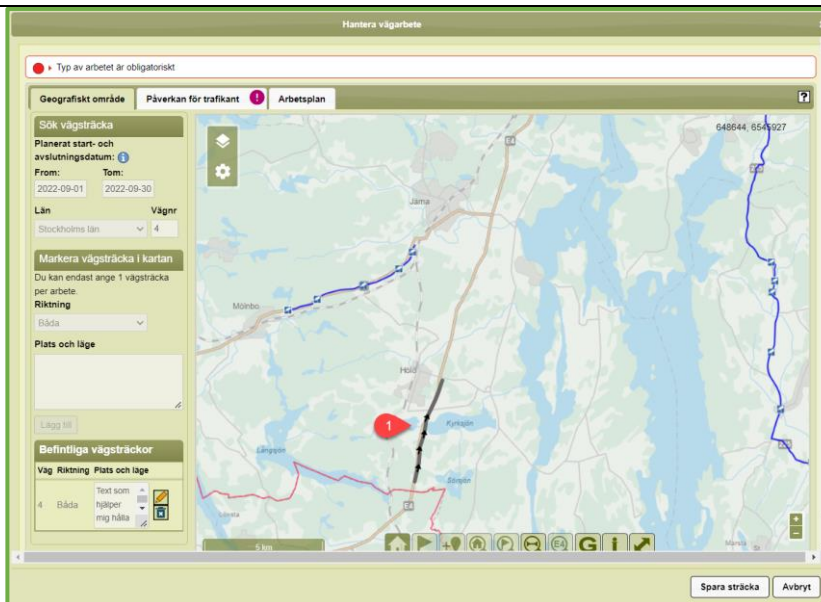 Hantera vägarbete
Typ av arbetet är obligatoriskt
Geografiskt område
Påverkan för trafikant
!
Arbetsplan
?
Sök vägsträcka
Planerat start- och
avslutningsdatum:
From: Tom:
2022-09-01 2022-09-30
Län Vägnr
Stockholms län 4
Markera vägsträcka i kartan
Du kan endast ange 1 vägsträcka
per arbete.
Riktning
Båda
Plats och läge
Lägg till
Befintliga vägsträckor
Väg Riktning Plats och läge
4 Båda
Text som
hjälper
mig hålla
648644, 6545927
Järna
Mölnbo
Hölö
1
Kyrksjön
Långsjön
Sörsjön
5 km
E4
G
i
+
−
Spara sträcka
Avbryt